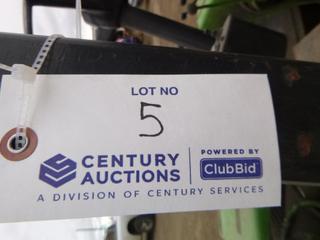 LOT NO
5
CENTURY AUCTIONS
POWERED BY
ClubBid
A DIVISION OF CENTURY SERVICES